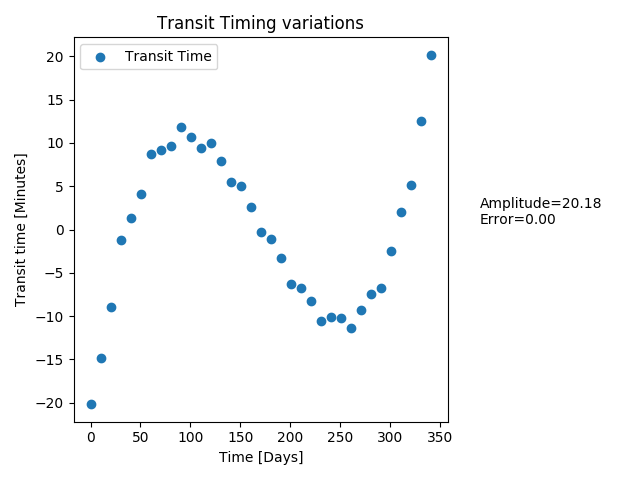 Transit Timing variations
Transit Time
20
15
10
5
0
−5
−10
−15
−20
Transit time [Minutes]
0 50 100 150 200 250 300 350
Time [Days]
Amplitude=20.18
Error=0.00